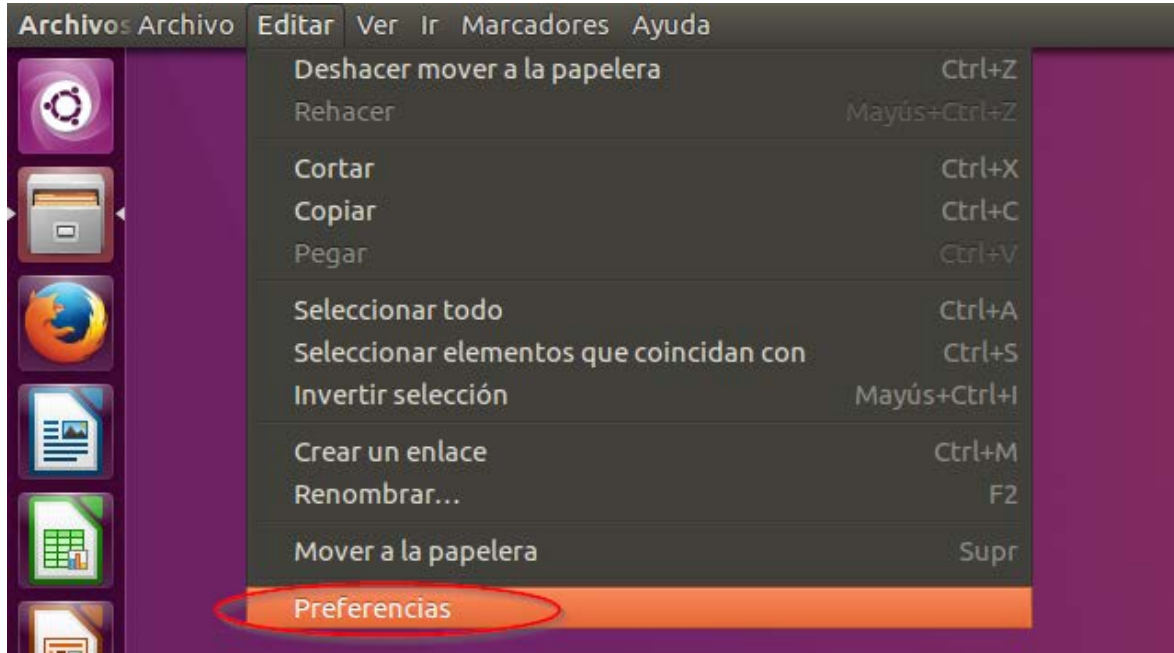 Archivos Archivo Editar Ver Ir Marcadores Ayuda
Deshacer mover a la papelera Ctrl+Z
Rehacer Mayús+Ctrl+Z
Cortar Ctrl+X
Copiar Ctrl+C
Pegar Ctrl+V
Seleccionar todo Ctrl+A
Seleccionar elementos que coincidan con Ctrl+S
Invertir selección Mayús+Ctrl+I
Crear un enlace Ctrl+M
Renombrar... F2
Mover a la papelera Supr
Preferencias